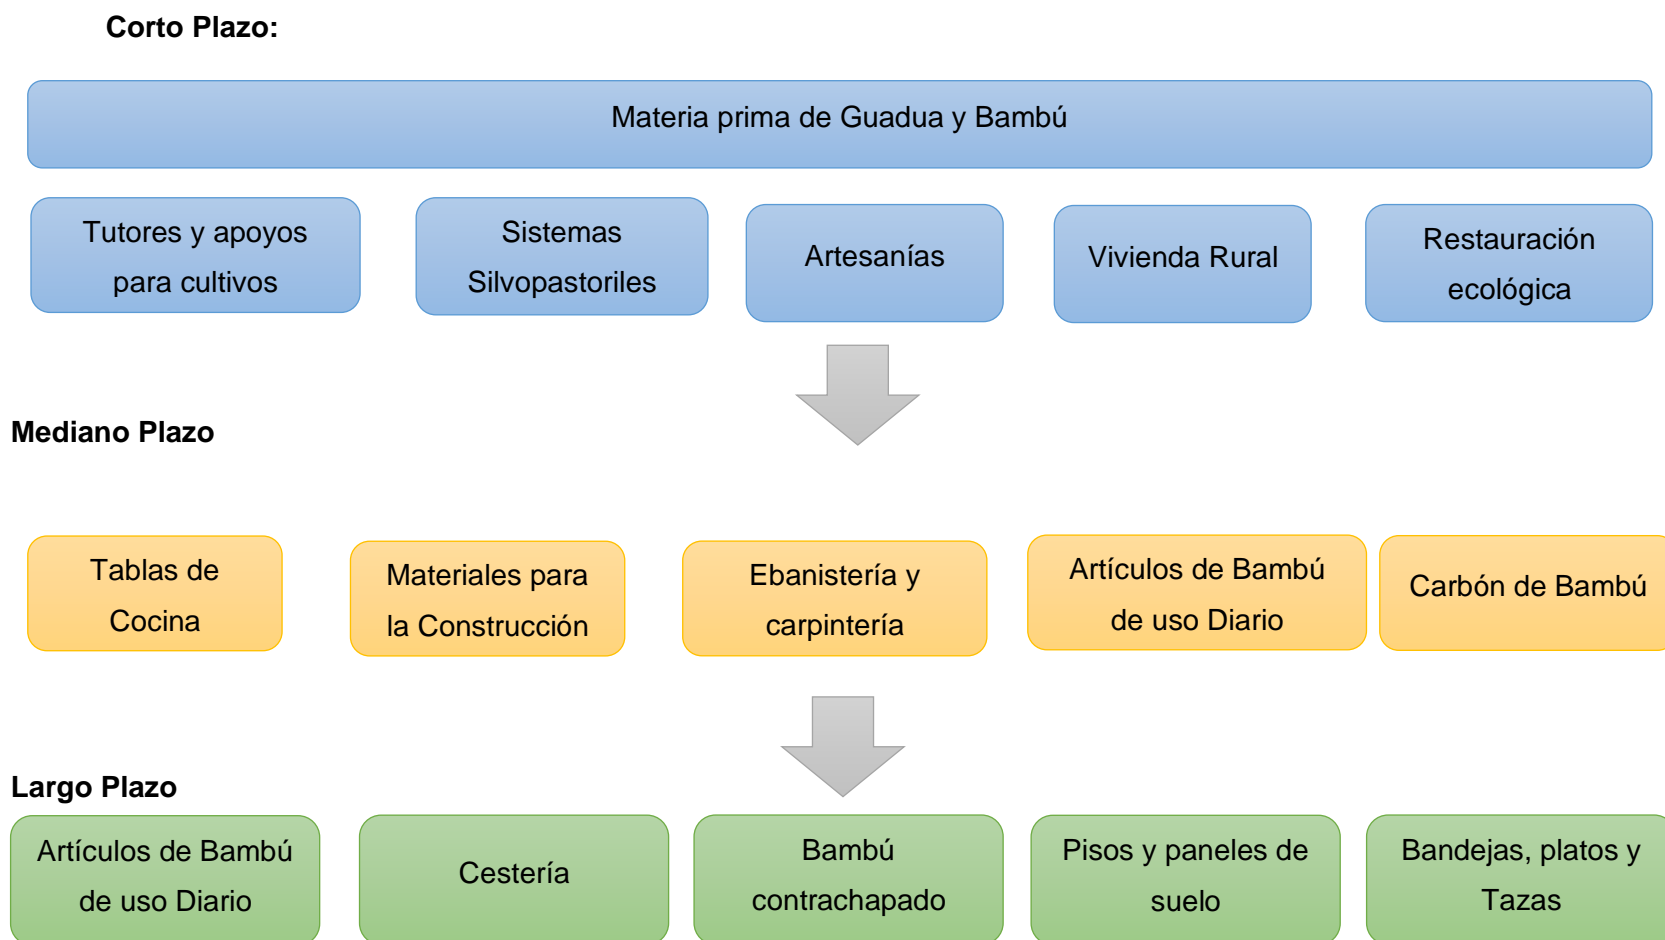 Corto Plazo:
Materia prima de Guadua y Bambú
Tutores y apoyos
para cultivos
Sistemas
Silvopastoriles
Artesanías
Vivienda Rural
Restauración
ecológica
Mediano Plazo
Tablas de
Cocina
Materiales para
la Construcción
Ebanistería y
carpintería
Artículos de Bambú
de uso Diario
Carbón de Bambú
Largo Plazo
Artículos de Bambú
de uso Diario
Cestería
Bambú
contrachapado
Pisos y paneles de
suelo
Bandejas, platos y
Tazas